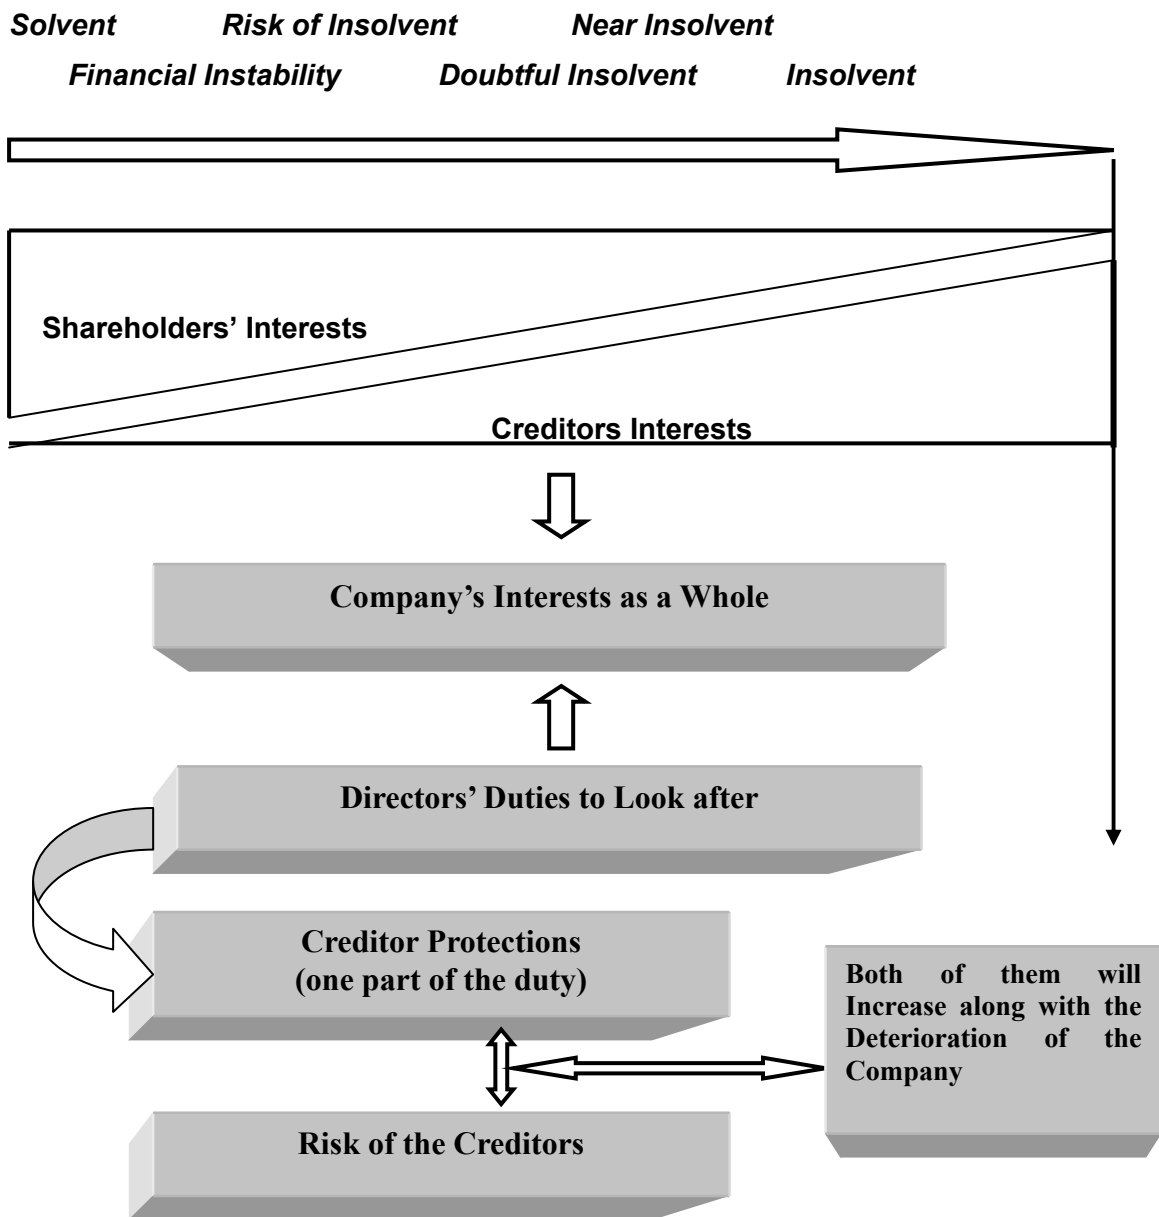 Solvent Risk of Insolvent Near Insolvent
Financial Instability Doubtful Insolvent Insolvent
Shareholders’ Interests
Creditors Interests
Company’s Interests as a Whole
Directors’ Duties to Look after
Creditor Protections
(one part of the duty)
Both of them will
Increase along with the
Deterioration of the
Company
Risk of the Creditors